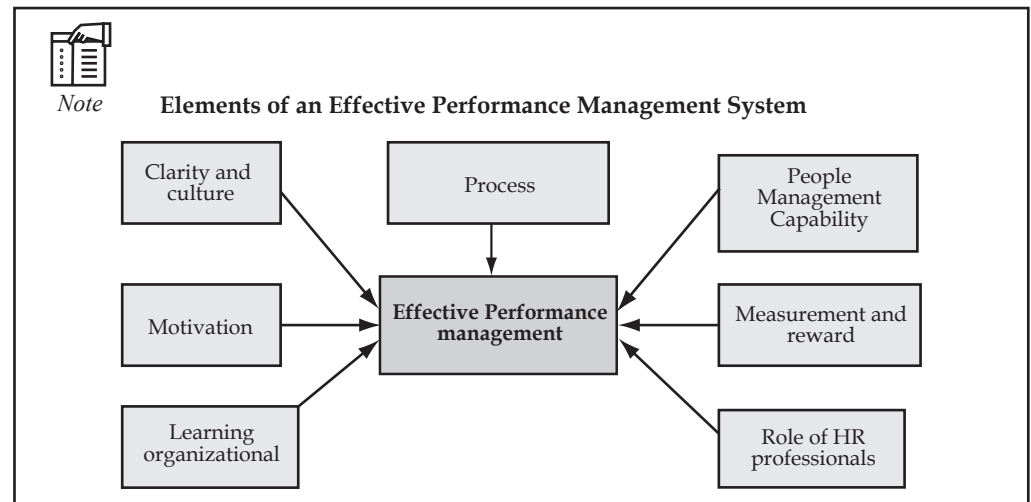 Note
Elements of an Effective Performance Management System
Clarity and
culture
Process
People
Management
Capability
Motivation
Effective Performance
management
Measurement and
reward
Learning
organizational
Role of HR
professionals